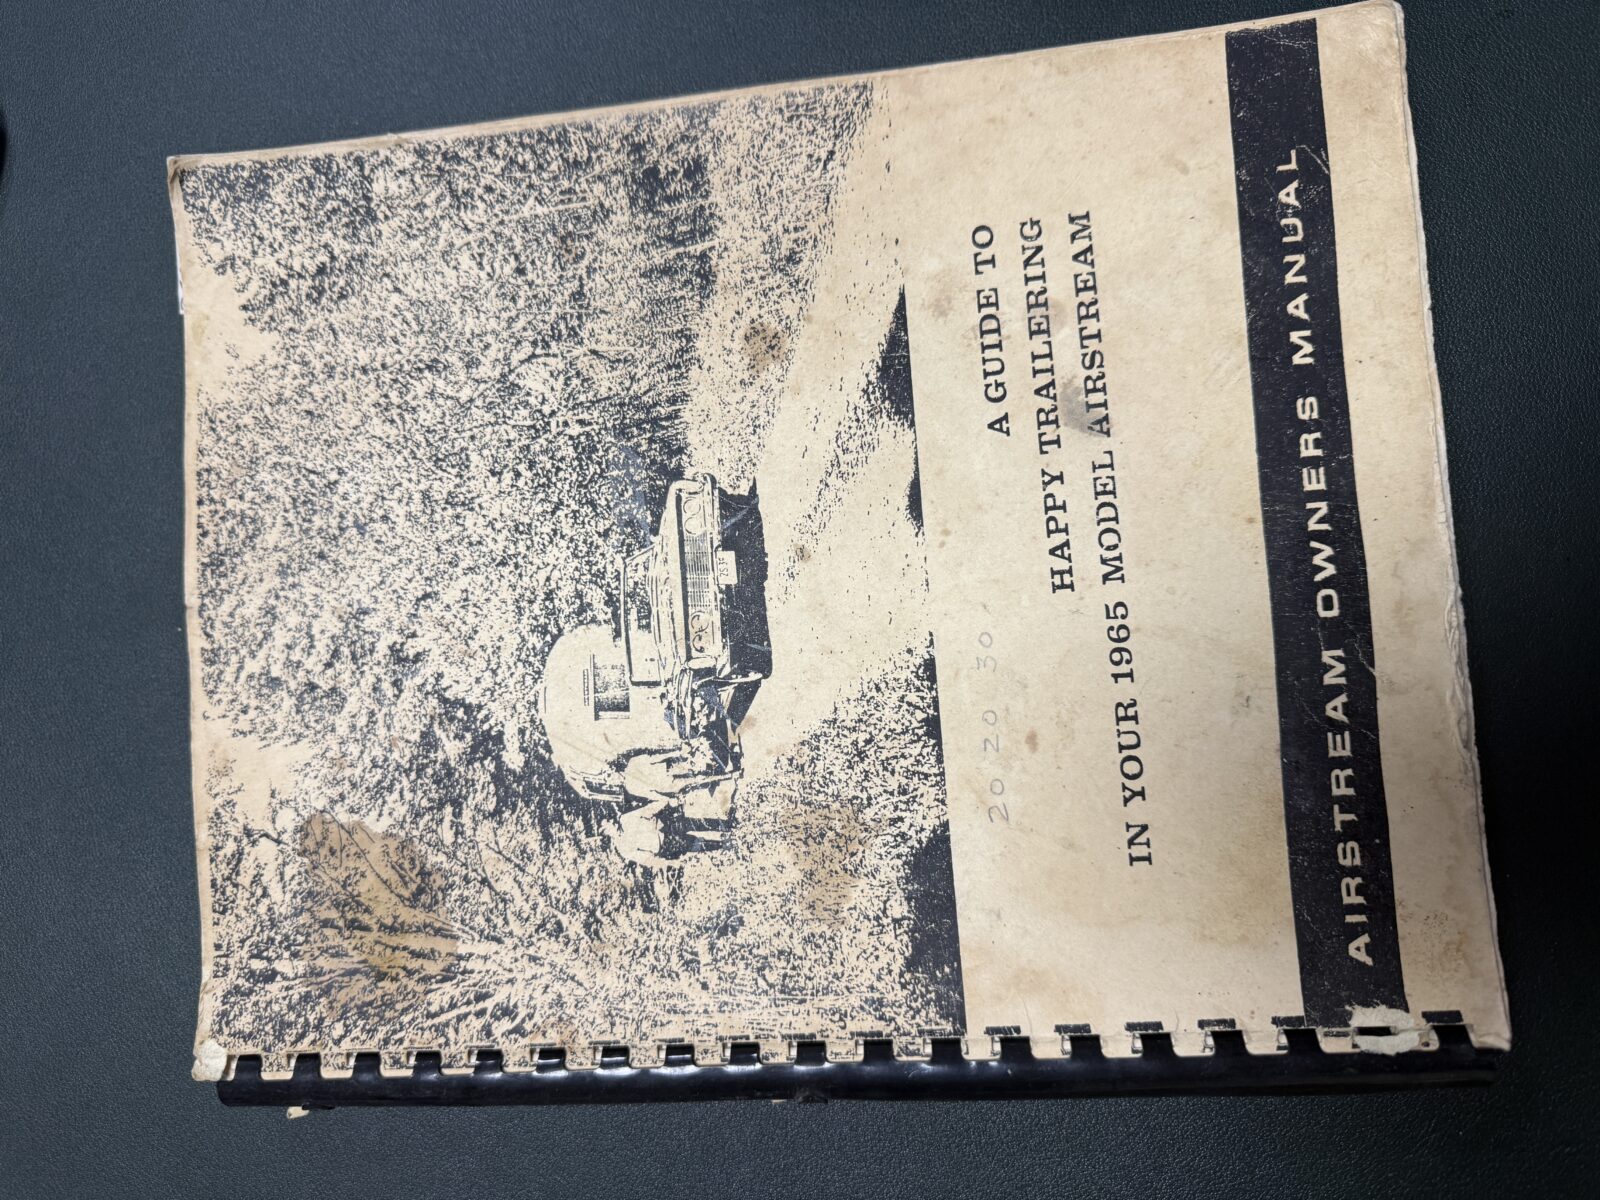 A GUIDE TO
HAPPY TRAILERING
IN YOUR 1965 MODEL AIRSTREAM
20 20 30
AIRSTREAM OWNERS MANUAL